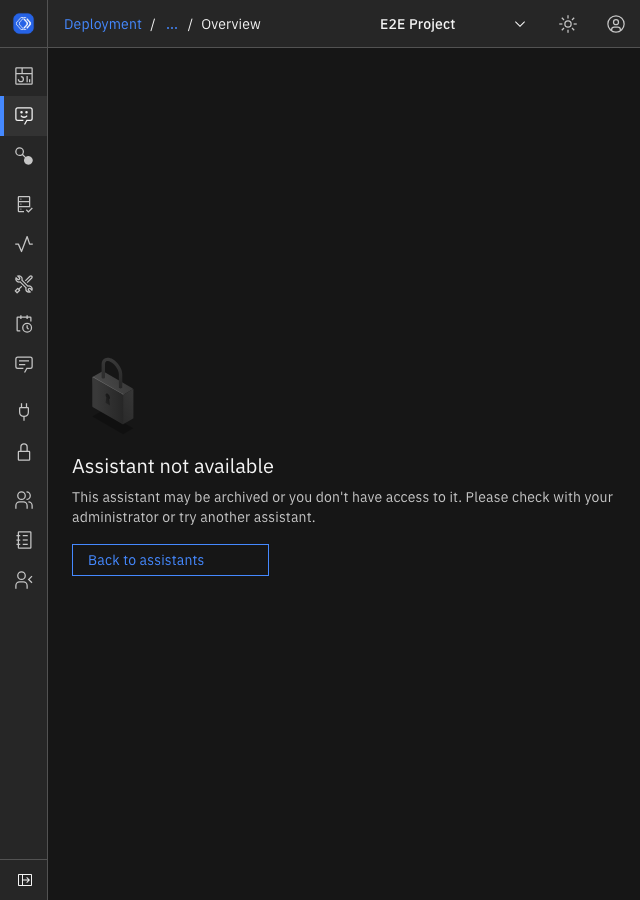 Deployment / ... / Overview
E2E Project
Assistant not available
This assistant may be archived or you don't have access to it. Please check with your
administrator or try another assistant.
Back to assistants